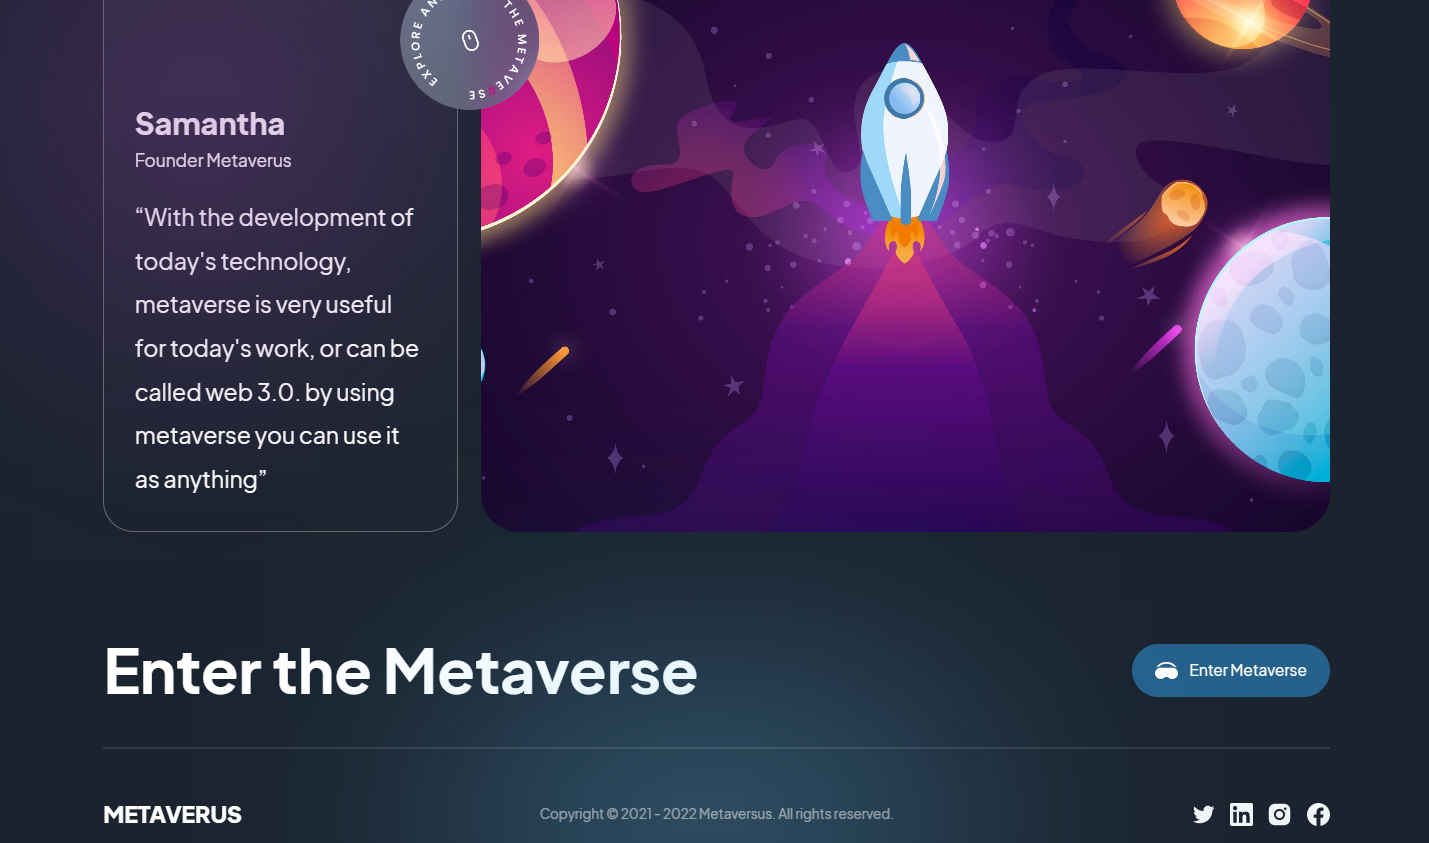 EXPLORE AN
THE METAVERSE
Samantha
Founder Metaverus
“With the development of
today's technology,
metaverse is very useful
for today's work, or can be
called web 3.0. by using
metaverse you can use it
as anything”
Enter the Metaverse
Enter Metaverse
METAVERUS
Copyright © 2021 - 2022 Metaversus. All rights reserved.